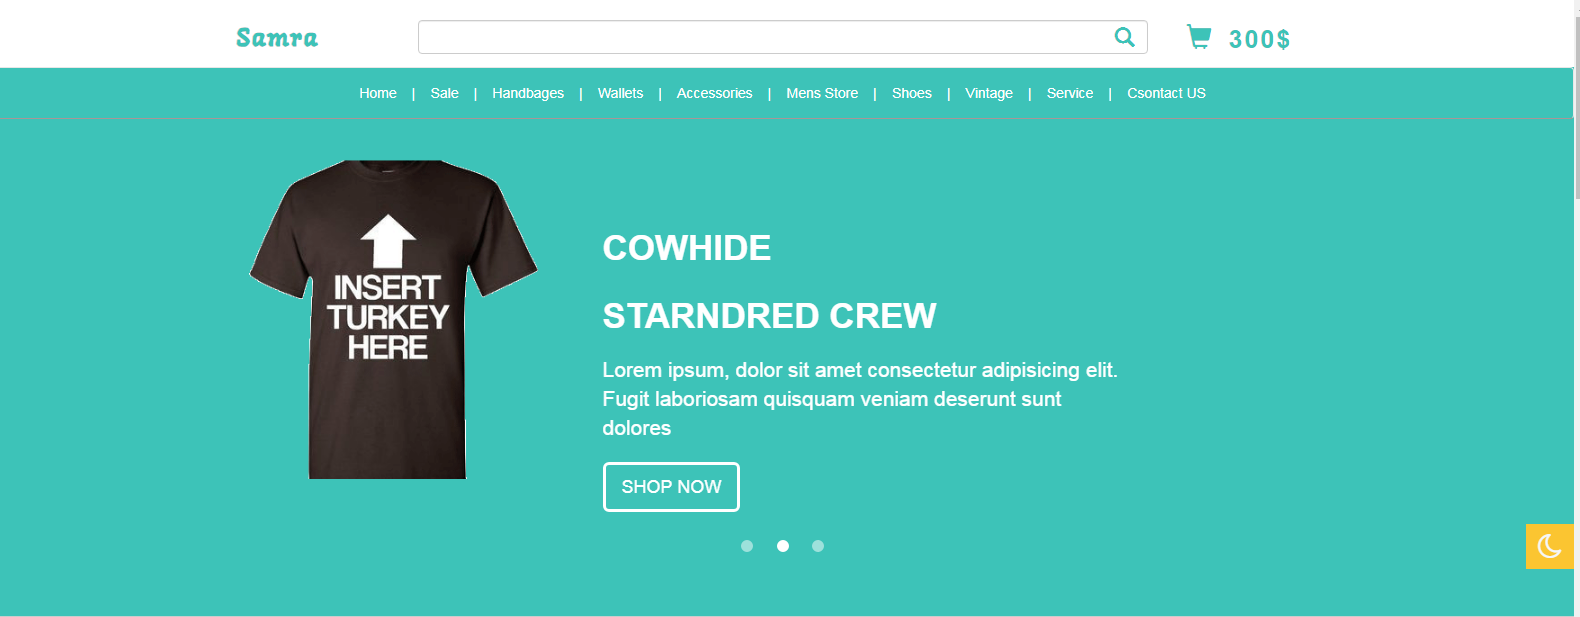 Samra
300$
Home | Sale | Handbages | Wallets | Accessories | Mens Store | Shoes | Vintage | Service | Csontact US
INSERT
TURKEY
HERE
COWHIDE
STARNDRED CREW
Lorem ipsum, dolor sit amet consectetur adipisicing elit.
Fugit laboriosam quisquam veniam deserunt sunt
dolores
SHOP NOW